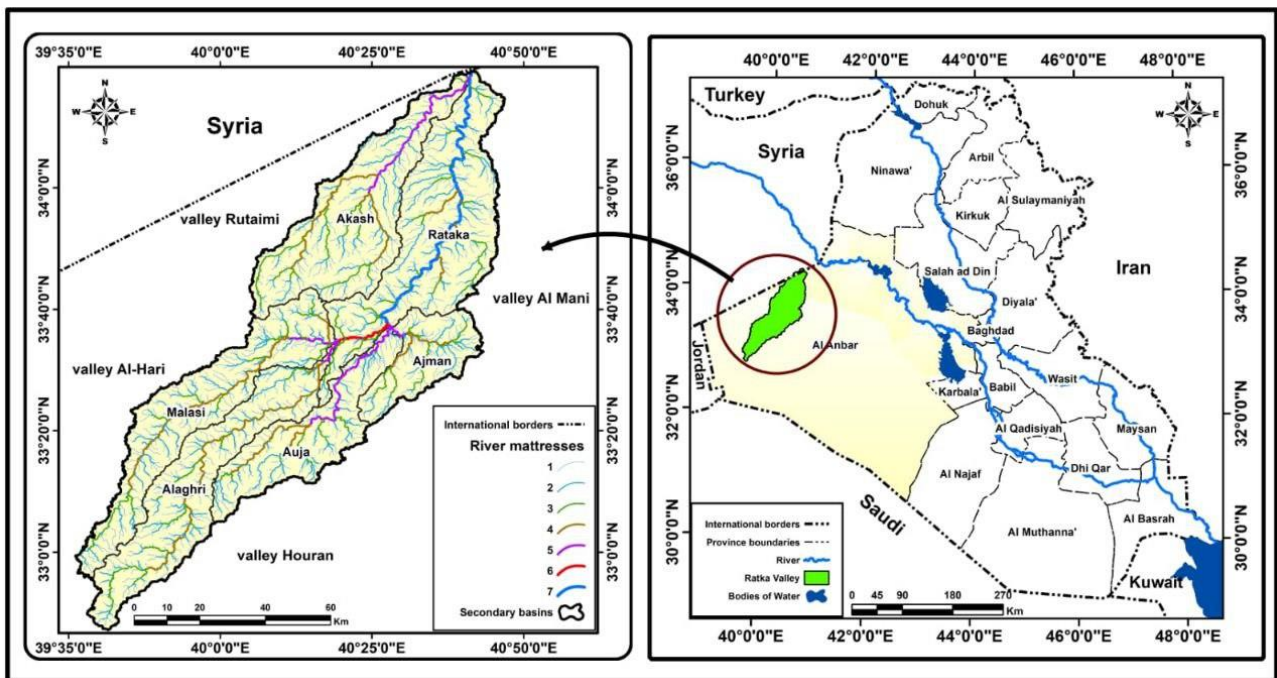 39°35'0"E 40°0'0"E 40°25'0"E 40°50'0"E
N
W E
S
Syria
34°0'0"N
34°0'0"N
valley Rutaimi
Akash
Rataka
valley Al Mani
33°40'0"N
33°40'0"N
Ajman
valley Al-Hari
Malasi
33°20'0"N
33°20'0"N
Auja
Alaghri
valley Houran
33°0'0"N
33°0'0"N
International borders
River mattresses
1
2
3
4
5
6
7
Secondary basins
0 10 20 40 60
Km
39°35'0"E 40°0'0"E 40°25'0"E 40°50'0"E
40°0'0"E 42°0'0"E 44°0'0"E 46°0'0"E
Turkey
Dohuk
N
W E
S
Syria
36°0'0"N
36°0'0"N
Ninawa'
Arbil
Al Sulaymaniyah
Kirkuk
Iran
Salah ad Din
34°0'0"N
34°0'0"N
Diyala'
Baghdad
Al Anbar
Jordan
Wasit
Karbala'
Babil
32°0'0"N
32°0'0"N
Al Qadisiyah
Maysan
Al Najaf
Dhi Qar
Saudi
Al Basrah
Al Muthanna'
30°0'0"N
30°0'0"N
Kuwait
International borders
Province boundaries
River
Ratka Valley
Bodies of Water
0 45 90 180 270
Km
40°0'0"E 42°0'0"E 44°0'0"E 46°0'0"E 48°0'0"E